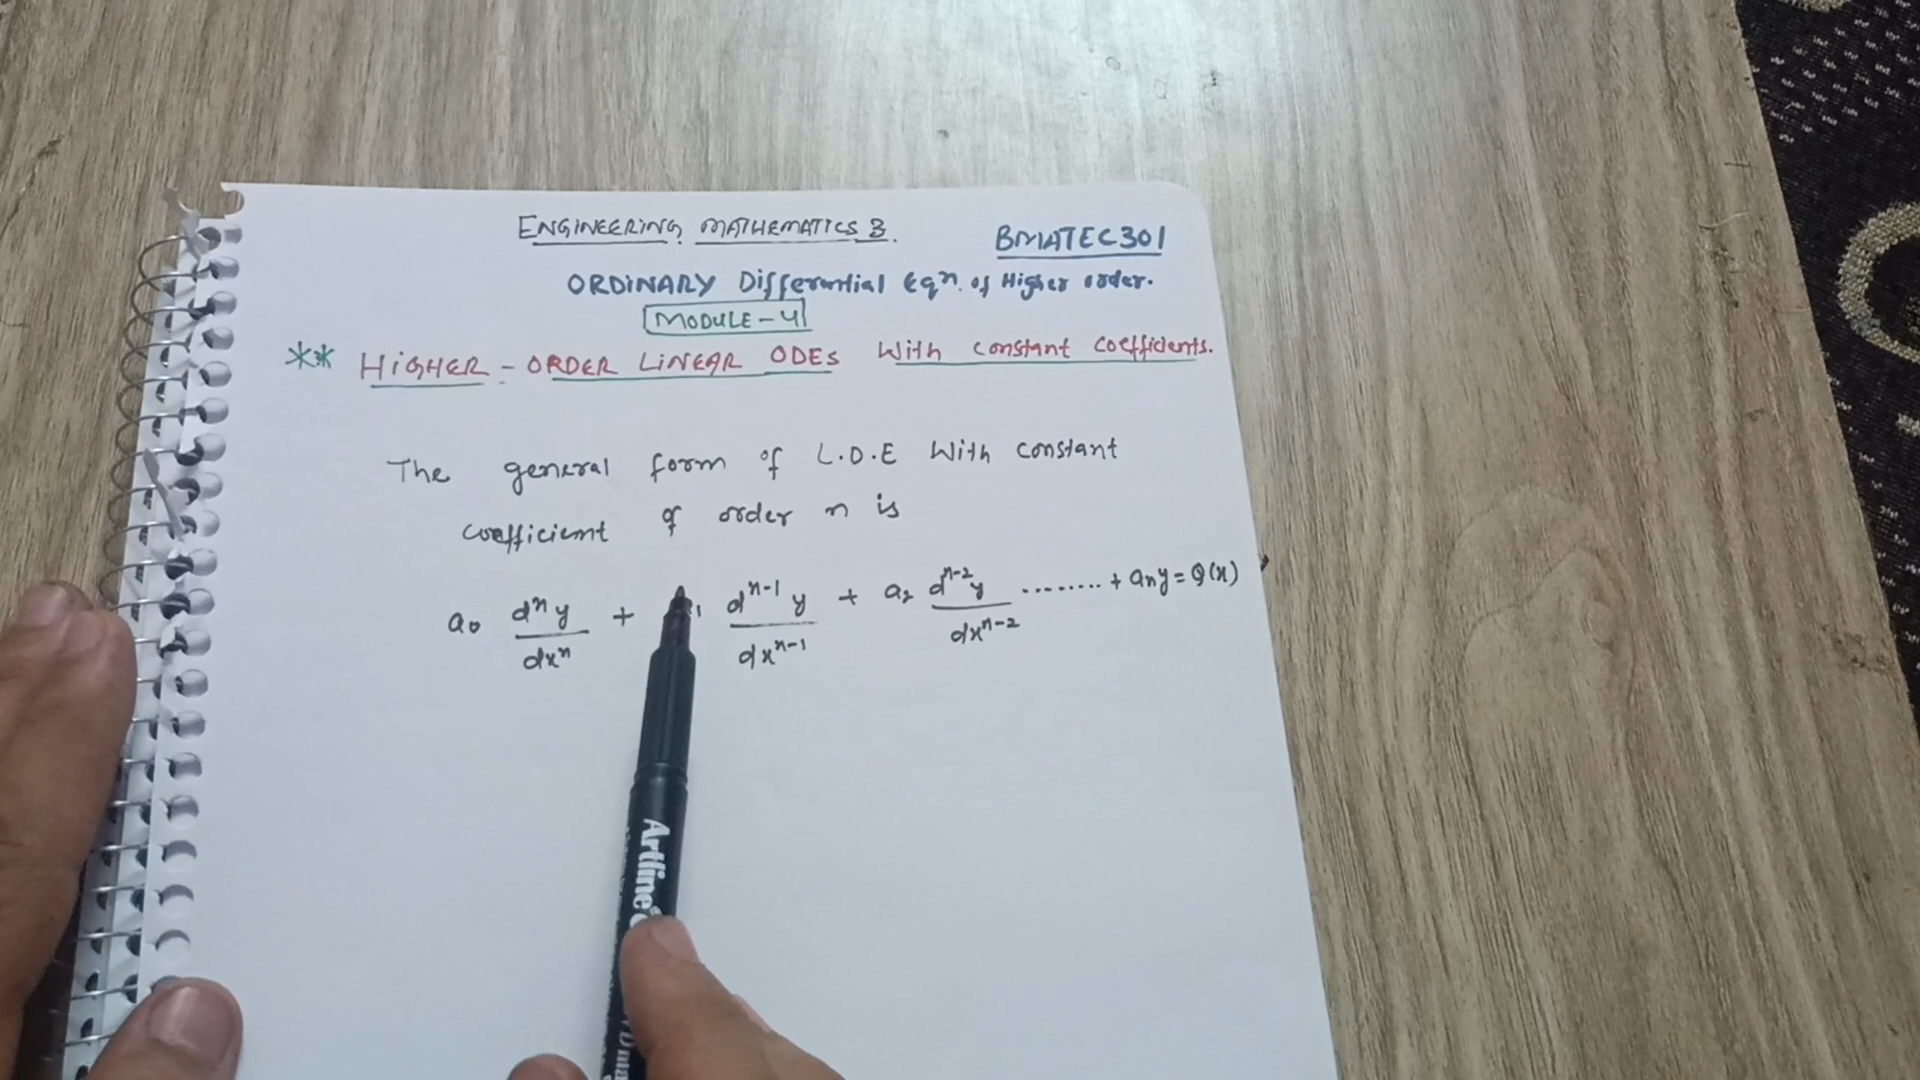 ENGINEERING MATHEMATICS 3.
BMATEC301
ORDINARY Differential Eqn. of Higher order.
MODULE-4
** HIGHER-ORDER LINEAR ODEs With constant coefficients.
The general form of L.D.E With constant
coefficient of order n is
a₀ dⁿy/dxⁿ + ₁ dⁿ⁻¹y/dxⁿ⁻¹ + a₂ dⁿ⁻²y/dxⁿ⁻² ........ + aₙy = Q(x)
Artline